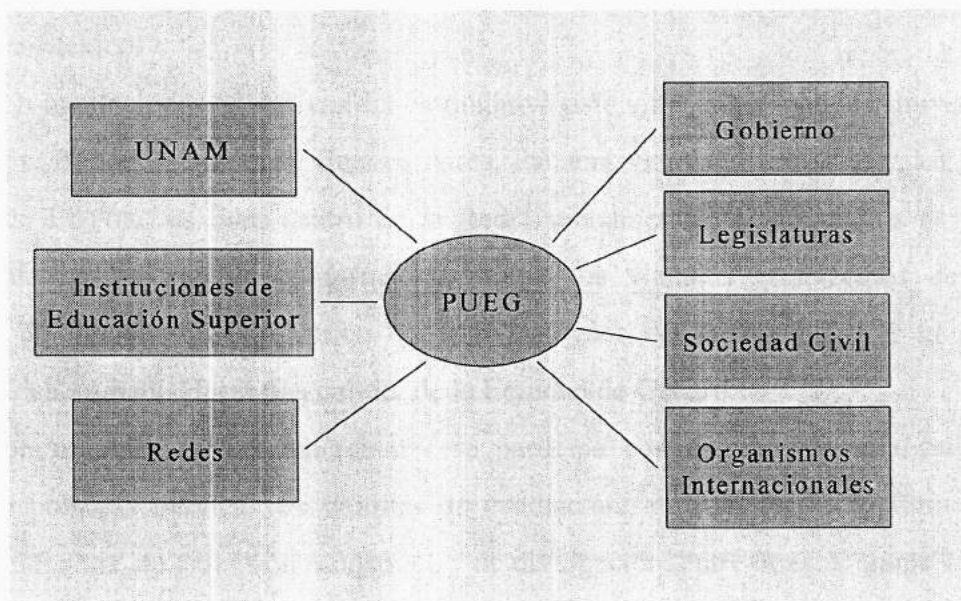 UNAM
Instituciones de
Educación Superior
Redes
PUEG
Gobierno
Legislaturas
Sociedad Civil
Organismos
Internacionales